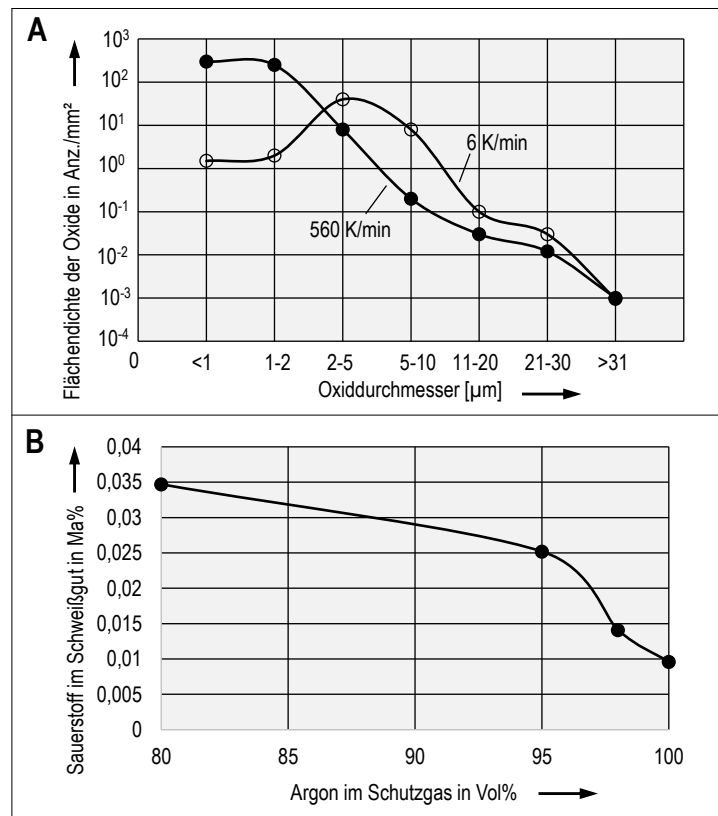 A
Flächendichte der Oxide in Anz./mm²
10³
10²
10¹
10⁰
10⁻¹
10⁻²
10⁻³
10⁻⁴
6 K/min
560 K/min
0 <1 1-2 2-5 5-10 11-20 21-30 >31
Oxiddurchmesser [µm]
B
Sauerstoff im Schweißgut in Ma%
0,04
0,035
0,03
0,025
0,02
0,015
0,01
0,005
0
80 85 90 95 100
Argon im Schutzgas in Vol%